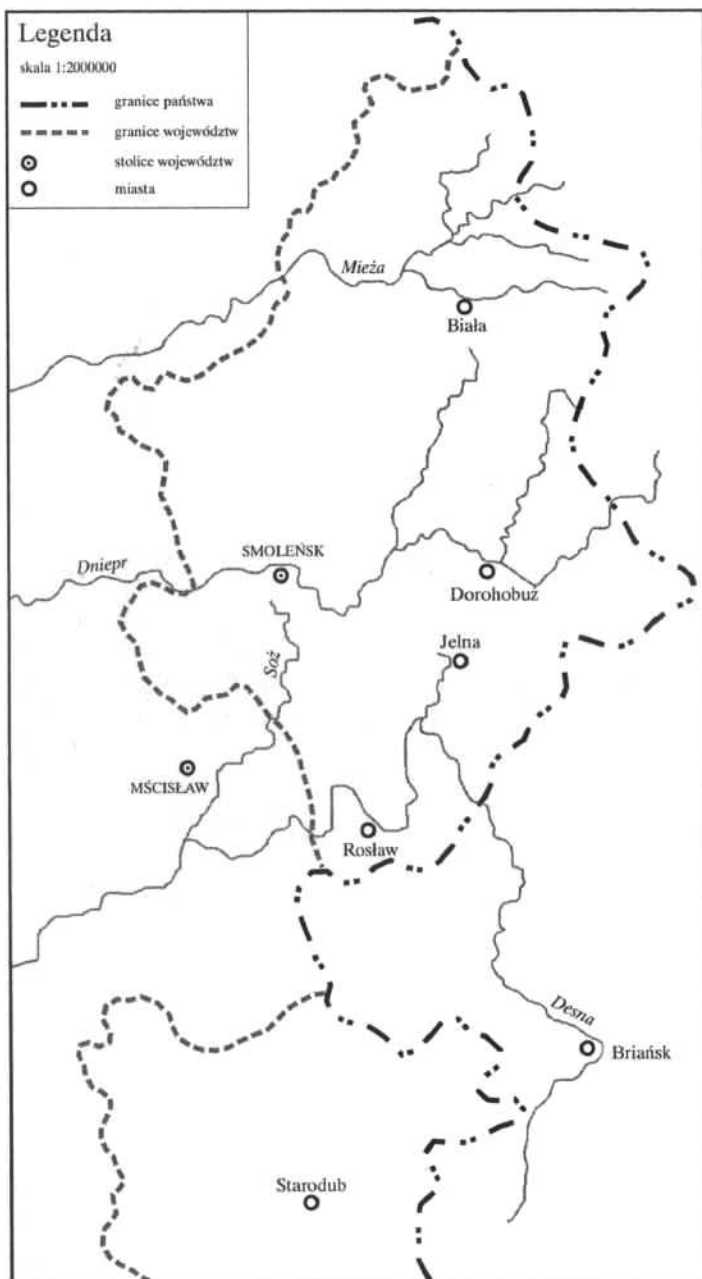 Legenda
skala 1:2000000
granice państwa
granice województw
stolice województw
miasta
Mieża
Biała
Dniepr
SMOLEŃSK
Dorohobuż
Jelna
Soż
MŚCISŁAW
Rosław
Desna
Briańsk
Starodub